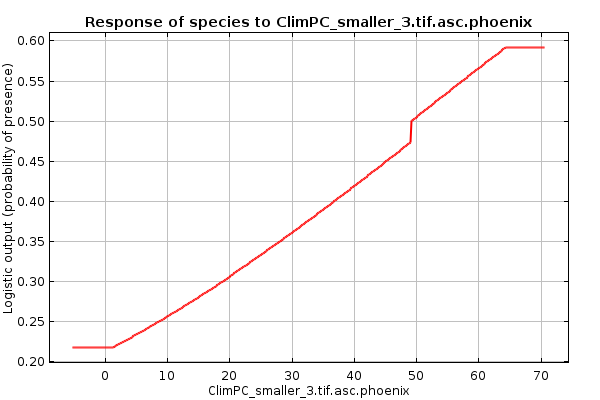 Response of species to ClimPC_smaller_3.tif.asc.phoenix
Logistic output (probability of presence)
0.60
0.55
0.50
0.45
0.40
0.35
0.30
0.25
0.20
0 10 20 30 40 50 60 70
ClimPC_smaller_3.tif.asc.phoenix